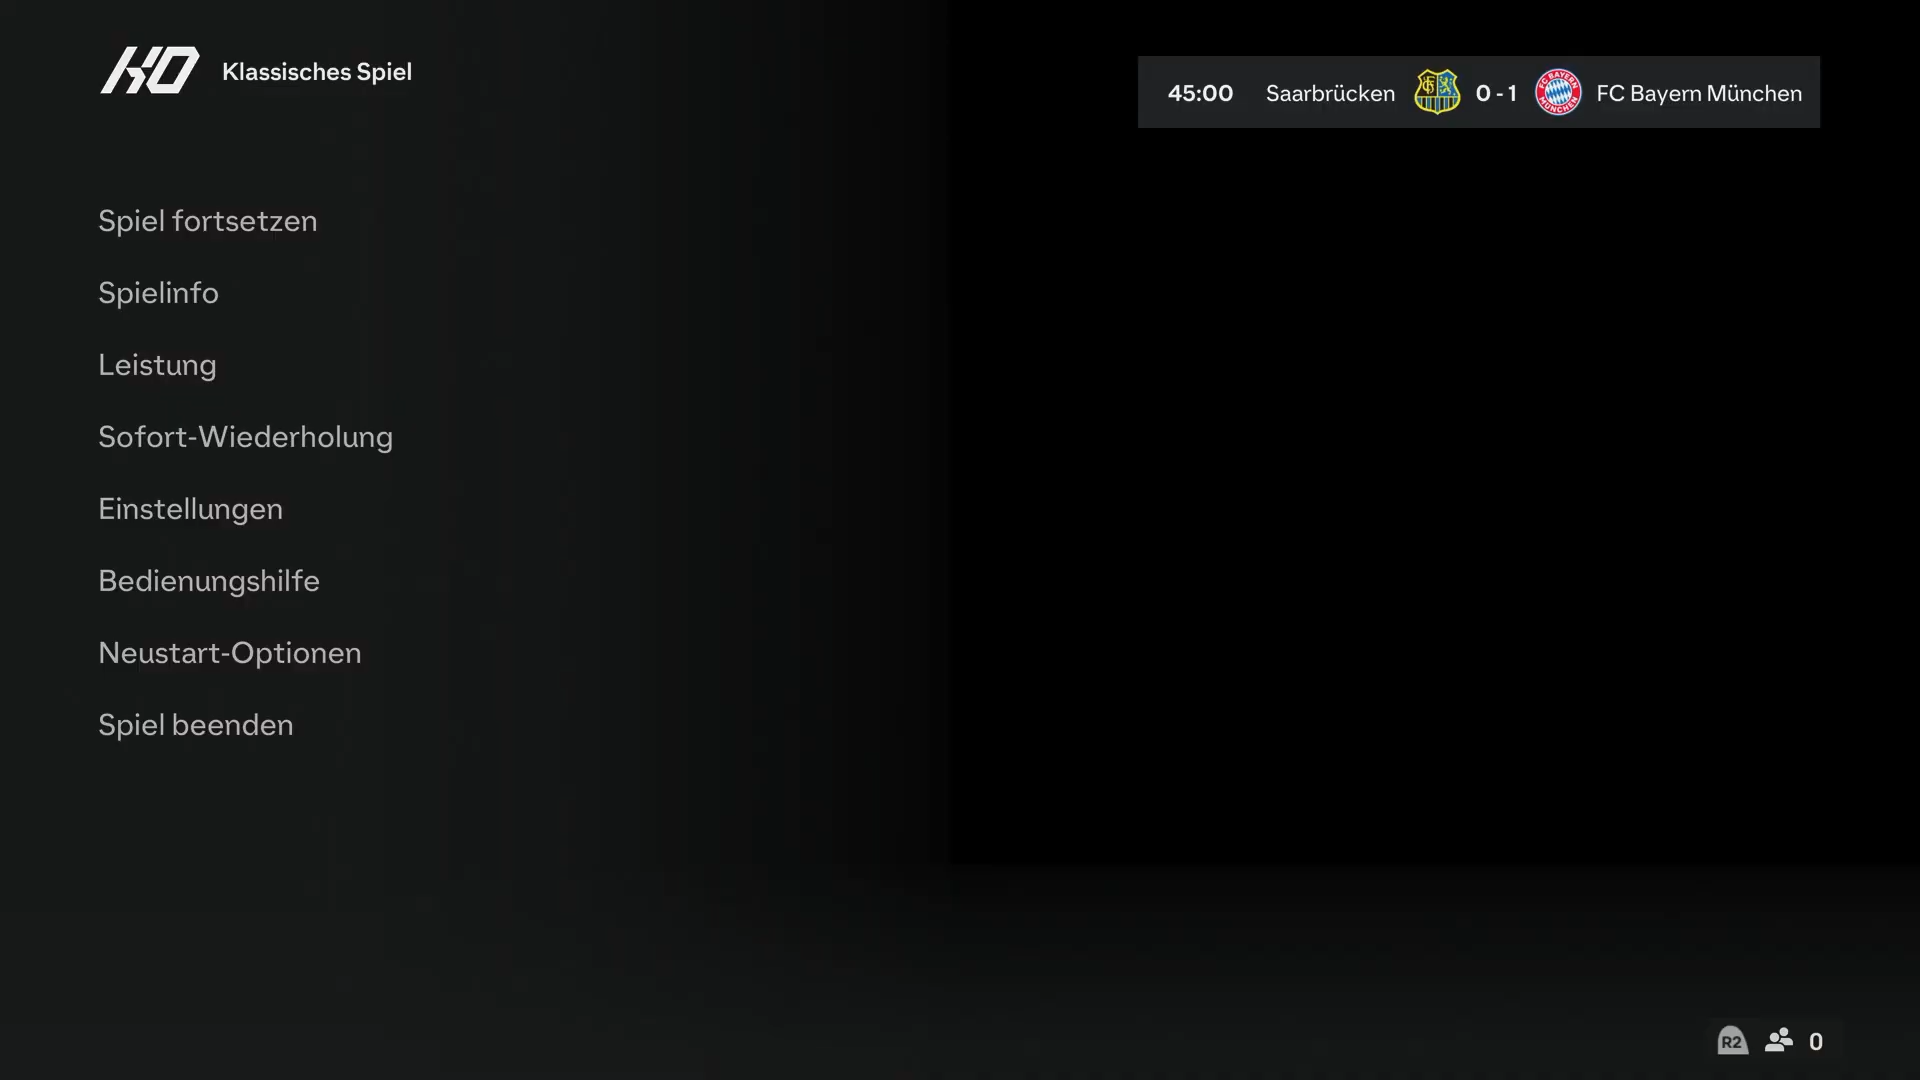 KO Klassisches Spiel
45:00 Saarbrücken 0 - 1 FC Bayern München
Spiel fortsetzen
Spielinfo
Leistung
Sofort-Wiederholung
Einstellungen
Bedienungshilfe
Neustart-Optionen
Spiel beenden
R2 0